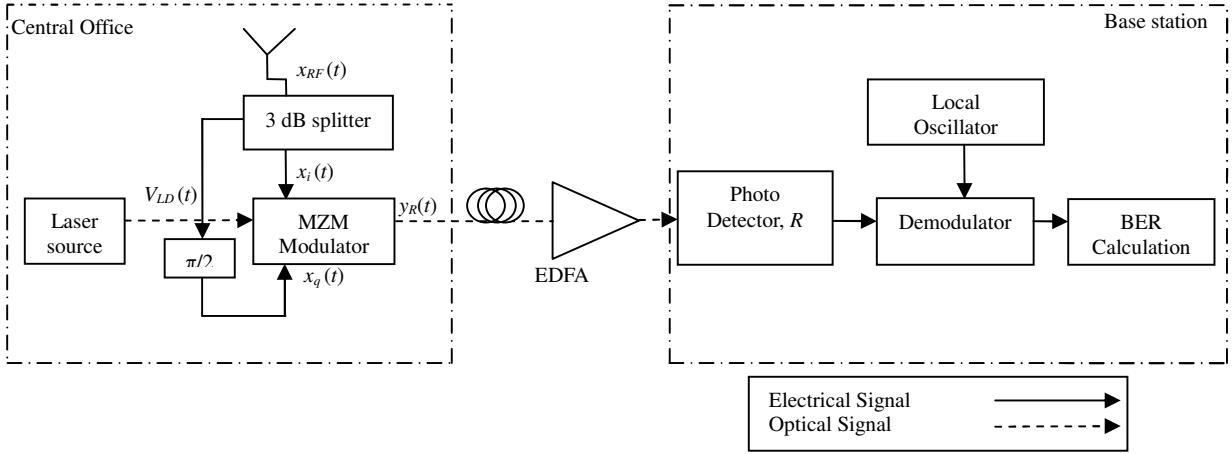 Central Office
Base station
x_RF(t)
3 dB splitter
Local
Oscillator
x_i(t)
V_LD(t)
Laser
source
MZM
Modulator
y_R(t)
Photo
Detector, R
Demodulator
BER
Calculation
π/2
x_q(t)
EDFA
Electrical Signal
Optical Signal